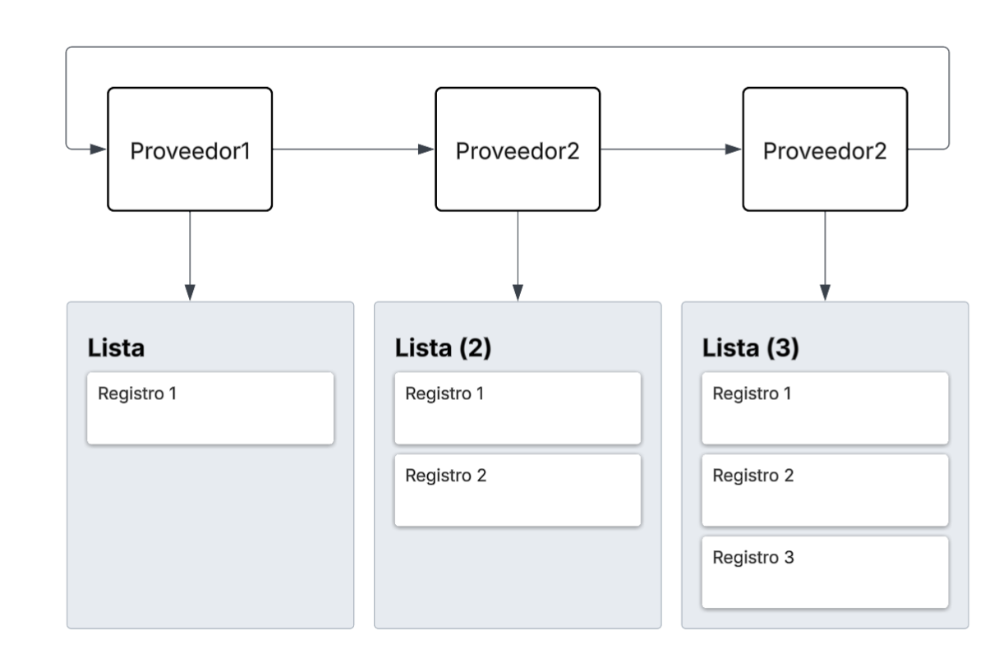 Proveedor1
Proveedor2
Proveedor2
Lista
Registro 1
Lista (2)
Registro 1
Registro 2
Lista (3)
Registro 1
Registro 2
Registro 3